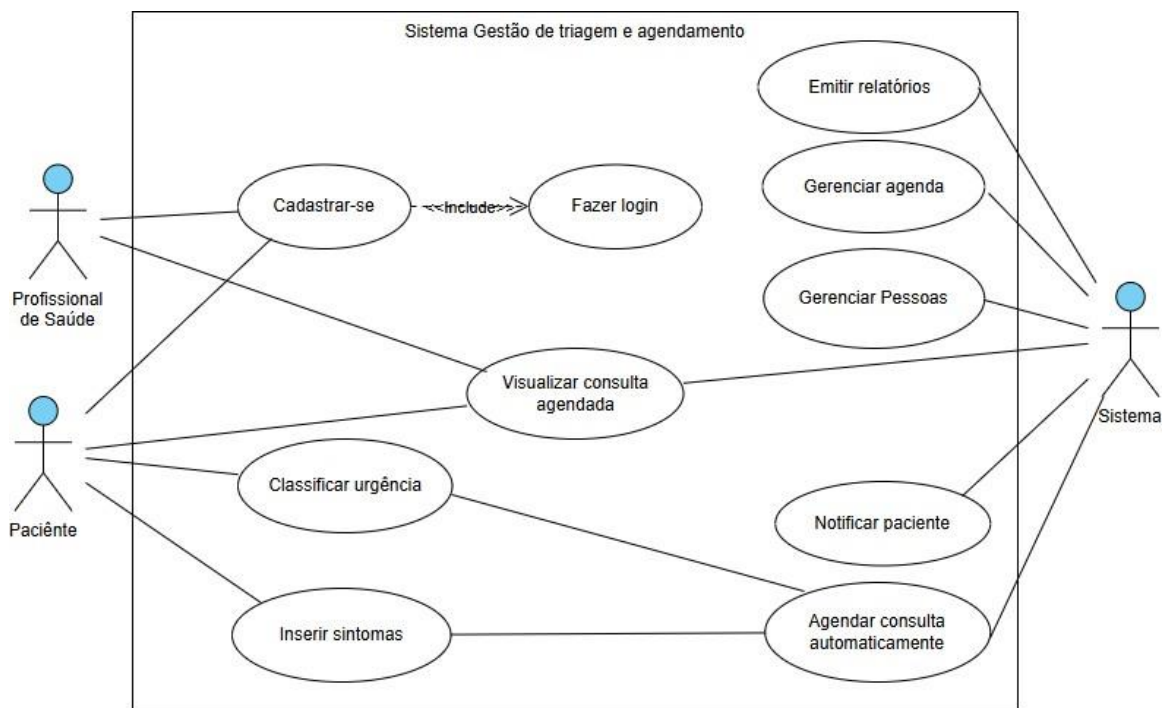 Sistema Gestão de triagem e agendamento
Emitir relatórios
Gerenciar agenda
Cadastrar-se
<<Include>>
Fazer login
Gerenciar Pessoas
Profissional
de Saúde
Visualizar consulta
agendada
Sistema
Classificar urgência
Paciênte
Notificar paciente
Inserir sintomas
Agendar consulta
automaticamente